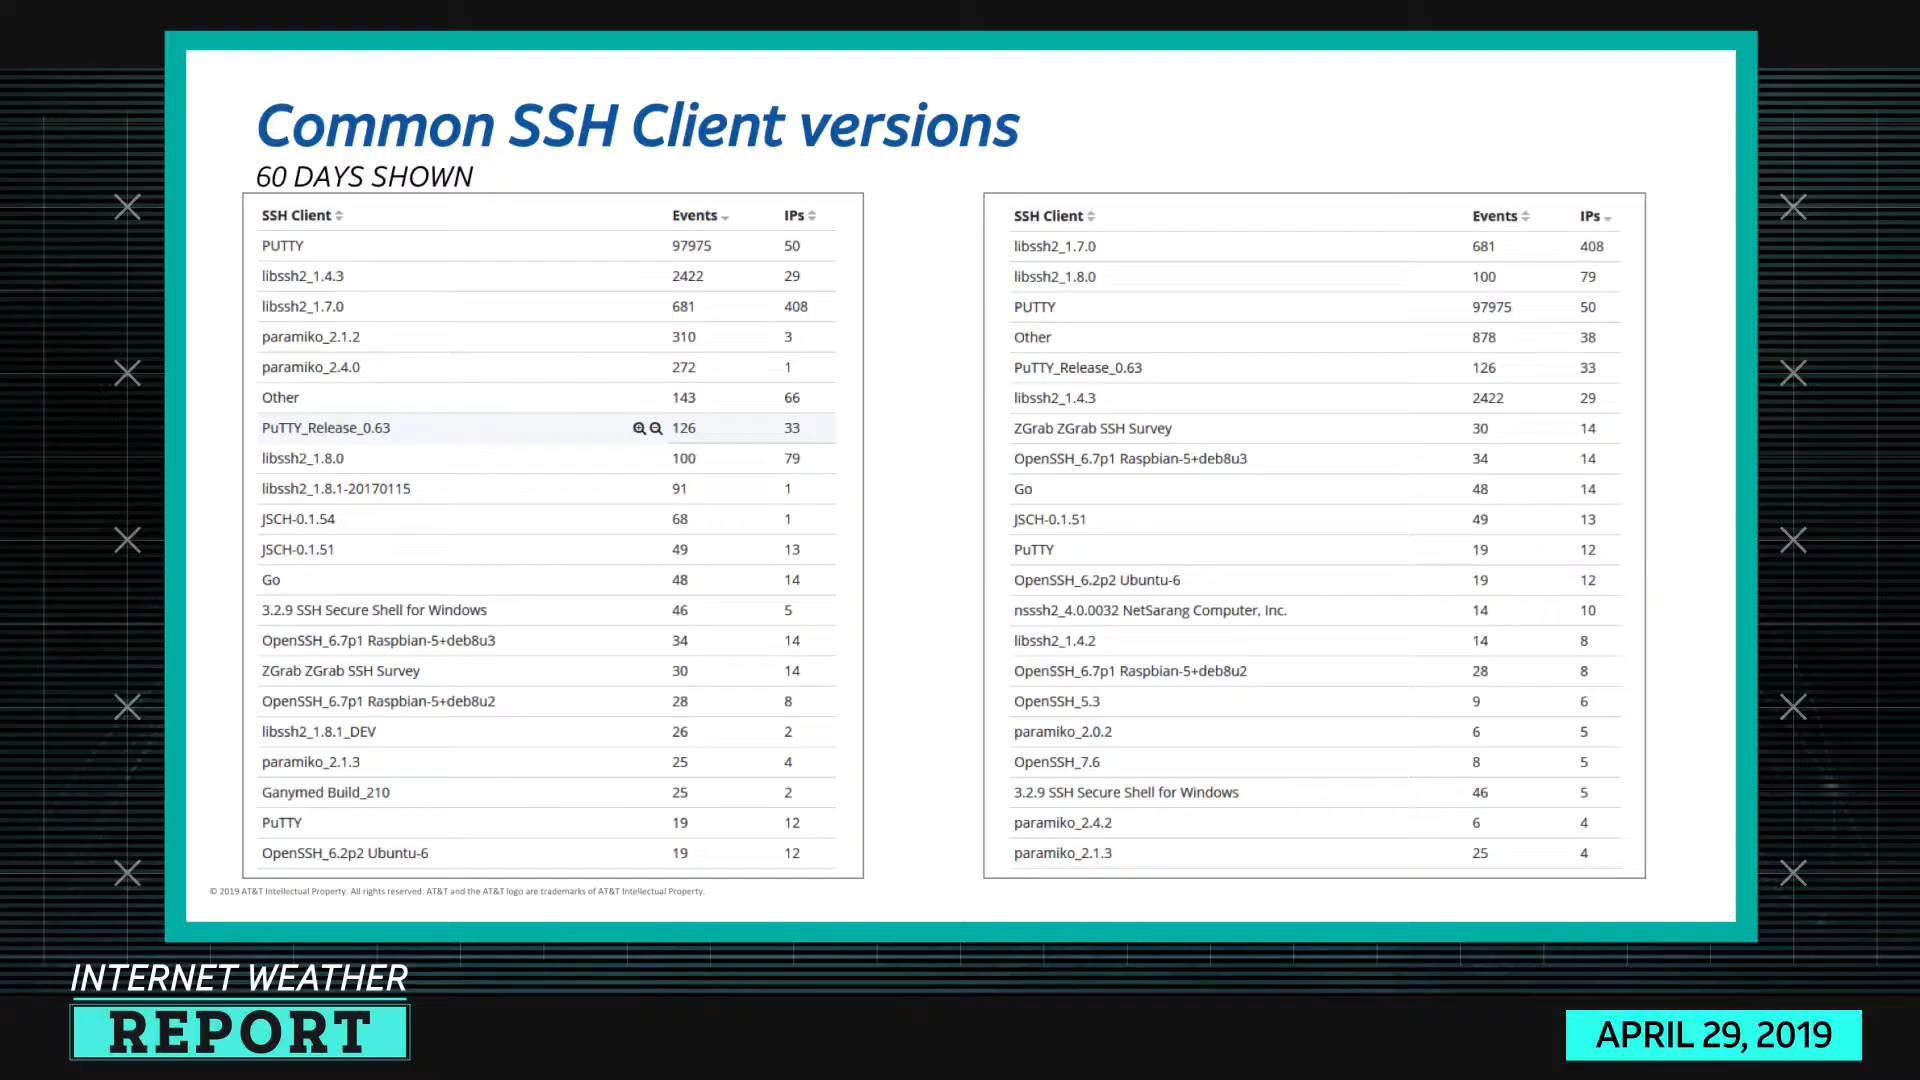 Common SSH Client versions
60 DAYS SHOWN
SSH Client Events IPs
PUTTY 97975 50
libssh2_1.4.3 2422 29
libssh2_1.7.0 681 408
paramiko_2.1.2 310 3
paramiko_2.4.0 272 1
Other 143 66
PuTTY_Release_0.63 126 33
libssh2_1.8.0 100 79
libssh2_1.8.1-20170115 91 1
JSCH-0.1.54 68 1
JSCH-0.1.51 49 13
Go 48 14
3.2.9 SSH Secure Shell for Windows 46 5
OpenSSH_6.7p1 Raspbian-5+deb8u3 34 14
ZGrab ZGrab SSH Survey 30 14
OpenSSH_6.7p1 Raspbian-5+deb8u2 28 8
libssh2_1.8.1_DEV 26 2
paramiko_2.1.3 25 4
Ganymed Build_210 25 2
PuTTY 19 12
OpenSSH_6.2p2 Ubuntu-6 19 12
SSH Client Events IPs
libssh2_1.7.0 681 408
libssh2_1.8.0 100 79
PUTTY 97975 50
Other 878 38
PuTTY_Release_0.63 126 33
libssh2_1.4.3 2422 29
ZGrab ZGrab SSH Survey 30 14
OpenSSH_6.7p1 Raspbian-5+deb8u3 34 14
Go 48 14
JSCH-0.1.51 49 13
PuTTY 19 12
OpenSSH_6.2p2 Ubuntu-6 19 12
nsssh2_4.0.0032 NetSarang Computer, Inc. 14 10
libssh2_1.4.2 14 8
OpenSSH_6.7p1 Raspbian-5+deb8u2 28 8
OpenSSH_5.3 9 6
paramiko_2.0.2 6 5
OpenSSH_7.6 8 5
3.2.9 SSH Secure Shell for Windows 46 5
paramiko_2.4.2 6 4
paramiko_2.1.3 25 4
© 2019 AT&T Intellectual Property. All rights reserved. AT&T and the AT&T logo are trademarks of AT&T Intellectual Property.
INTERNET WEATHER
REPORT
APRIL 29, 2019